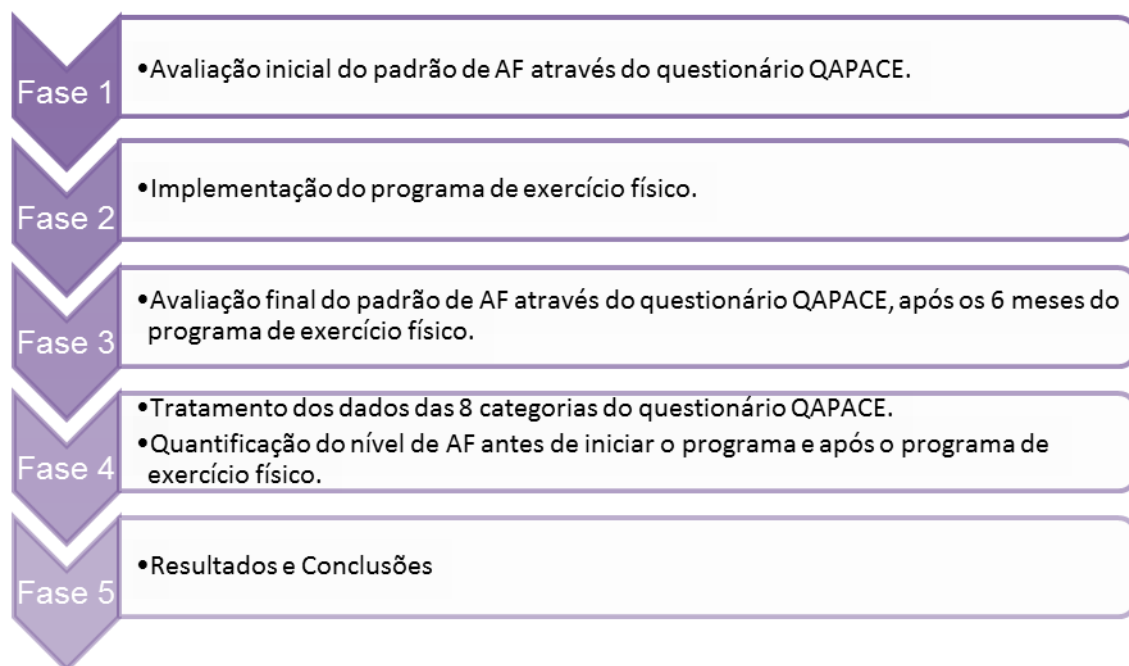 Fase 1
•Avaliação inicial do padrão de AF através do questionário QAPACE.
Fase 2
•Implementação do programa de exercício físico.
Fase 3
•Avaliação final do padrão de AF através do questionário QAPACE, após os 6 meses do
programa de exercício físico.
Fase 4
•Tratamento dos dados das 8 categorias do questionário QAPACE.
•Quantificação do nível de AF antes de iniciar o programa e após o programa de
exercício físico.
Fase 5
•Resultados e Conclusões